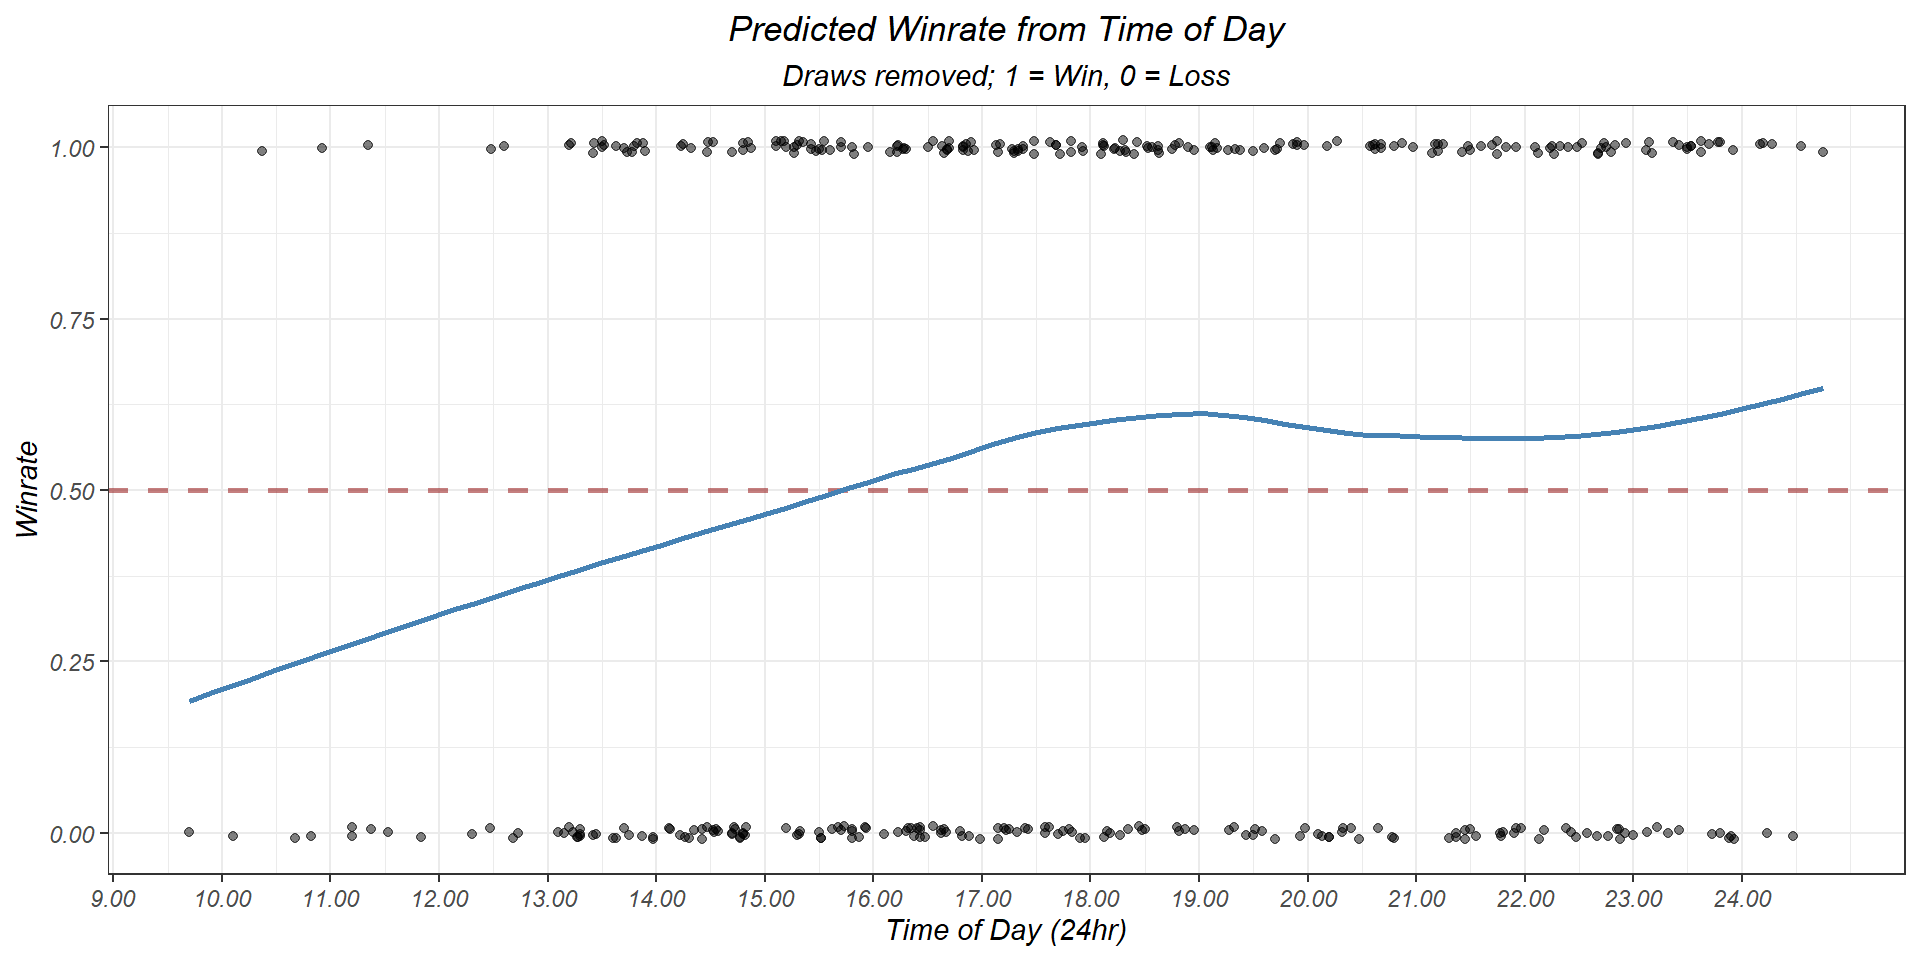 Predicted Winrate from Time of Day
Draws removed; 1 = Win, 0 = Loss
Winrate
1.00
0.75
0.50
0.25
0.00
9.00 10.00 11.00 12.00 13.00 14.00 15.00 16.00 17.00 18.00 19.00 20.00 21.00 22.00 23.00 24.00
Time of Day (24hr)